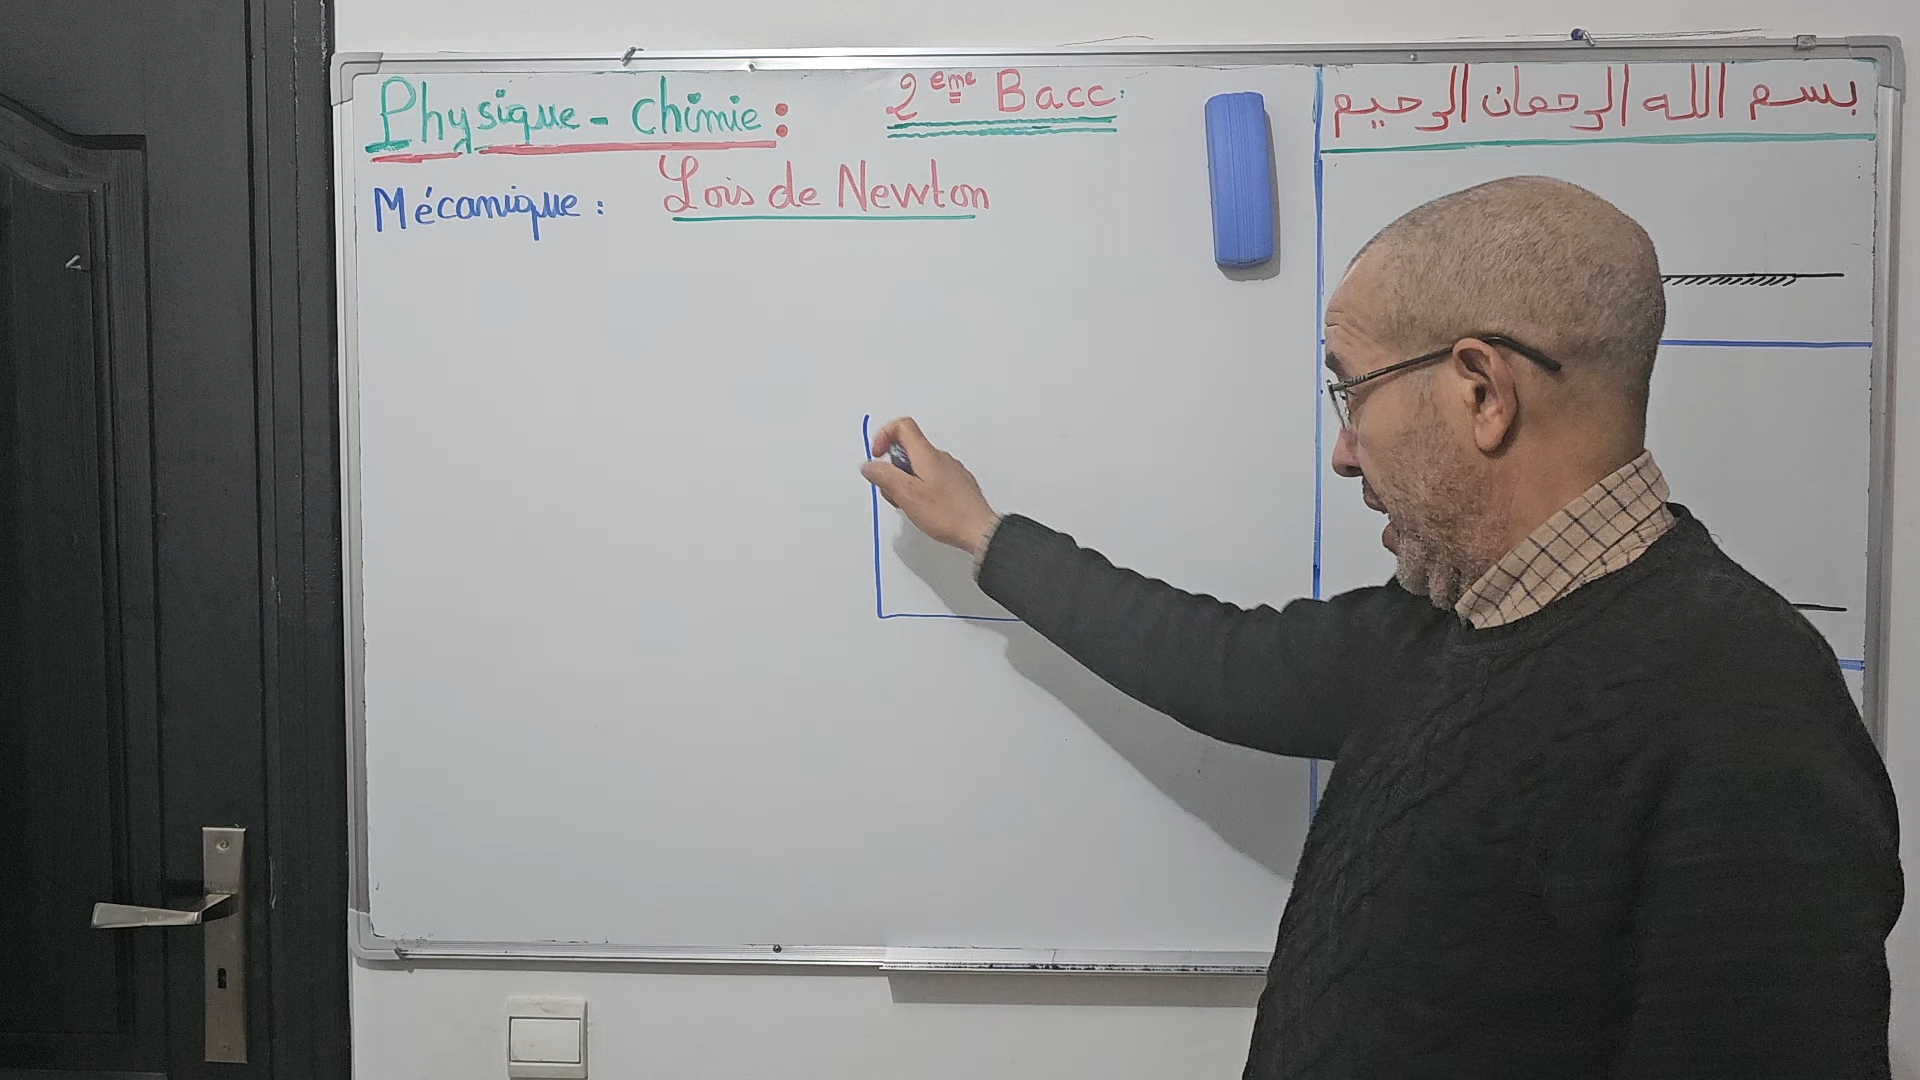 Physique - chimie : 2ème Bacc:
Mécanique : Lois de Newton
بسم الله الرحمان الرحيم